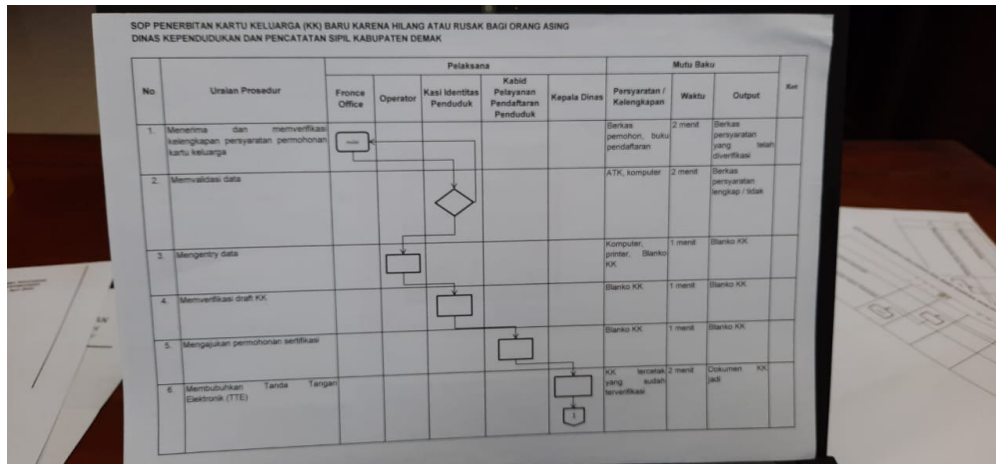 SOP PENERBITAN KARTU KELUARGA (KK) BARU KARENA HILANG ATAU RUSAK BAGI ORANG ASING
DINAS KEPENDUDUKAN DAN PENCATATAN SIPIL KABUPATEN DEMAK
No
Uraian Prosedur
Pelaksana
Fronce
Office
Operator
Kasi Identitas
Penduduk
Kabid
Pelayanan
Pendaftaran
Penduduk
Kepala Dinas
Mutu Baku
Persyaratan /
Kelengkapan
Waktu
Output
Ket
1.
Menerima dan memverifikasi
kelengkapan persyaratan permohonan
kartu keluarga
Berkas
pemohon, buku
pendaftaran
2 menit
Berkas
persyaratan
yang telah
diverifikasi
2.
Memvalidasi data
ATK, komputer
2 menit
Berkas
persyaratan
lengkap / tidak
3.
Mengentry data
Komputer,
printer, Blanko
KK
1 menit
Blanko KK
4.
Memverifikasi draft KK
Blanko KK
1 menit
Blanko KK
5.
Mengajukan permohonan sertifikasi
Blanko KK
1 menit
Blanko KK
6.
Membubuhkan Tanda Tangan
Elektronik (TTE)
KK tercetak
yang sudah
terverifikasi
2 menit
Dokumen KK
jadi
1